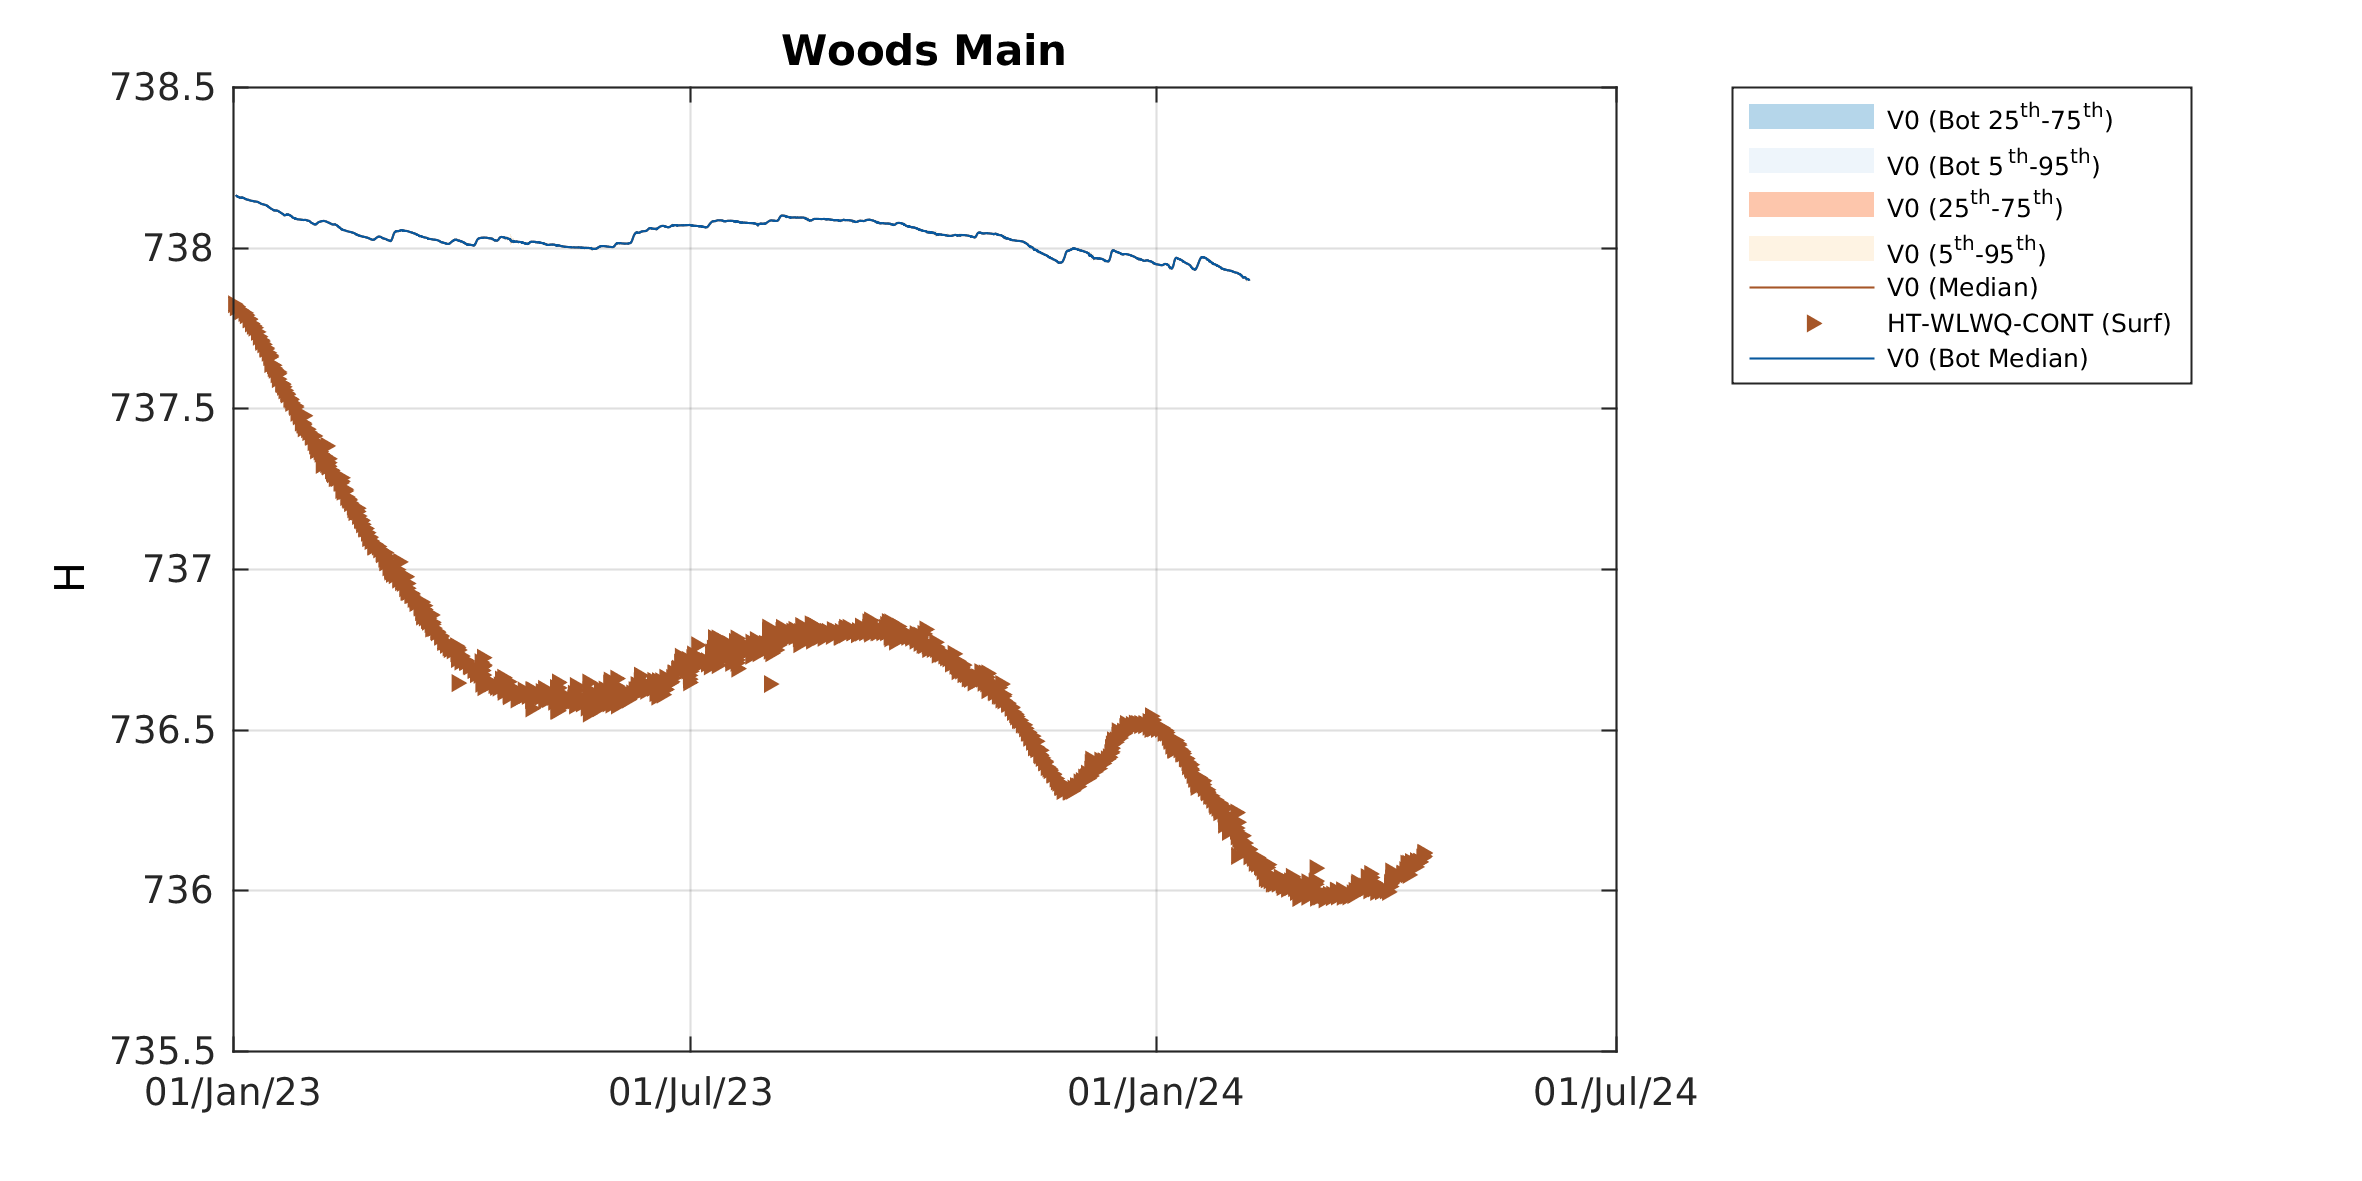 Woods Main
738.5
738
737.5
737
736.5
736
735.5
H
01/Jan/23
01/Jul/23
01/Jan/24
01/Jul/24
V0 (Bot 25th-75th)
V0 (Bot 5th-95th)
V0 (25th-75th)
V0 (5th-95th)
V0 (Median)
HT-WLWQ-CONT (Surf)
V0 (Bot Median)